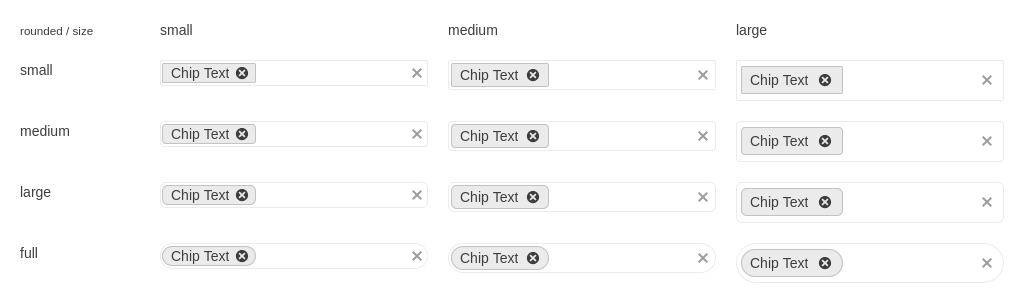 rounded / size small medium large
small Chip Text Chip Text Chip Text
medium Chip Text Chip Text Chip Text
large Chip Text Chip Text Chip Text
full Chip Text Chip Text Chip Text